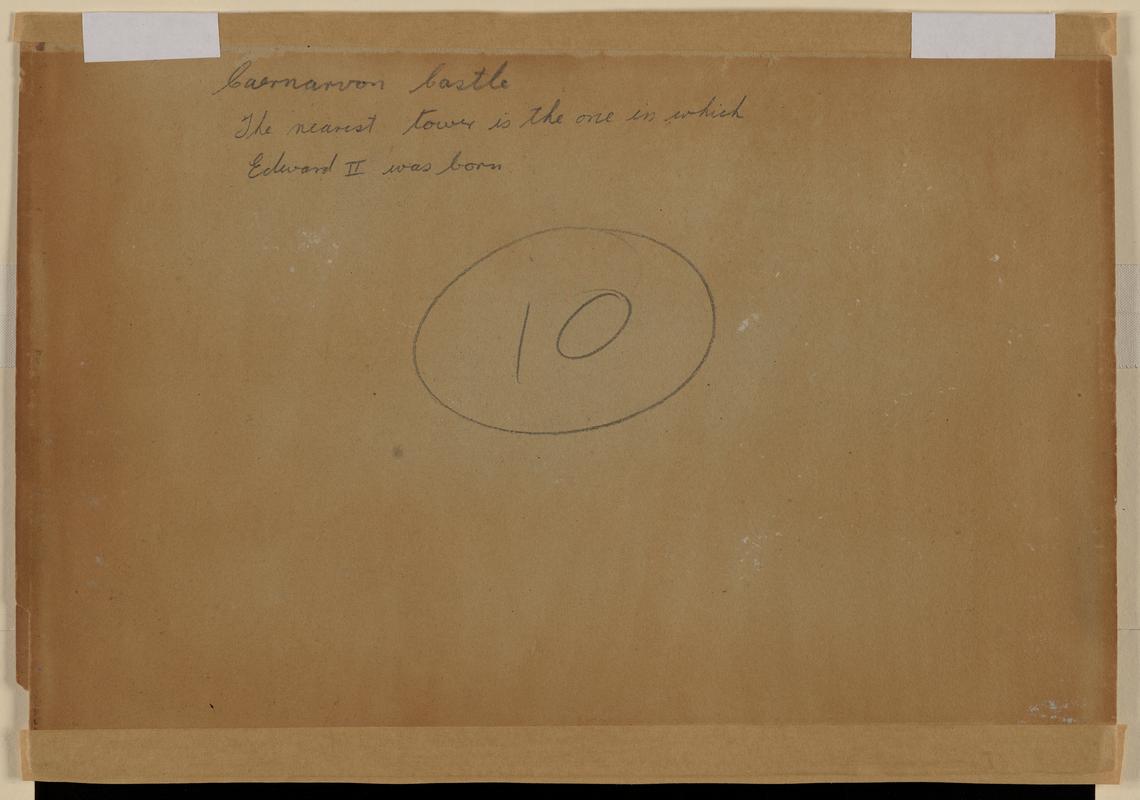 Caernarvon Castle
The nearest tower is the one in which
Edward II was born
10